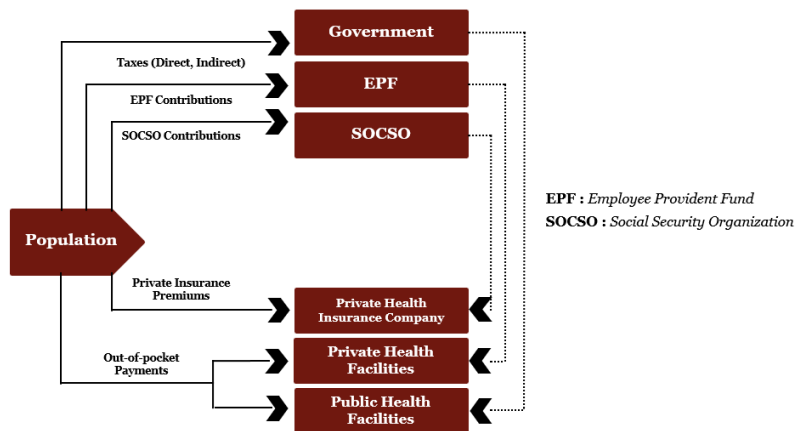 Government
Taxes (Direct, Indirect)
EPF
EPF Contributions
SOCSO
SOCSO Contributions
EPF : Employee Provident Fund
SOCSO : Social Security Organization
Population
Private Insurance
Premiums
Private Health
Insurance Company
Out-of-pocket
Payments
Private Health
Facilities
Public Health
Facilities